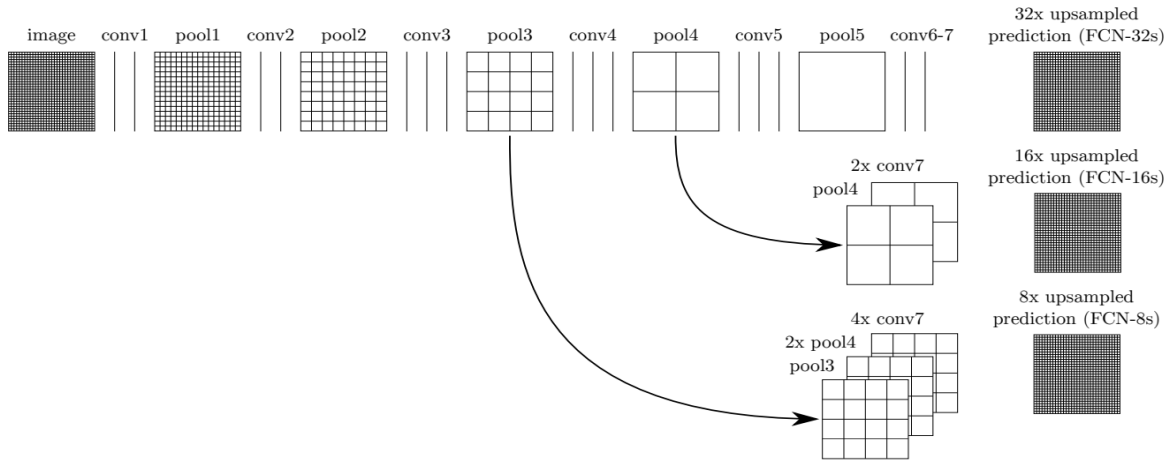 image conv1 pool1 conv2 pool2 conv3 pool3 conv4 pool4 conv5 pool5 conv6-7
32x upsampled
prediction (FCN-32s)
2x conv7
pool4
16x upsampled
prediction (FCN-16s)
4x conv7
2x pool4
pool3
8x upsampled
prediction (FCN-8s)